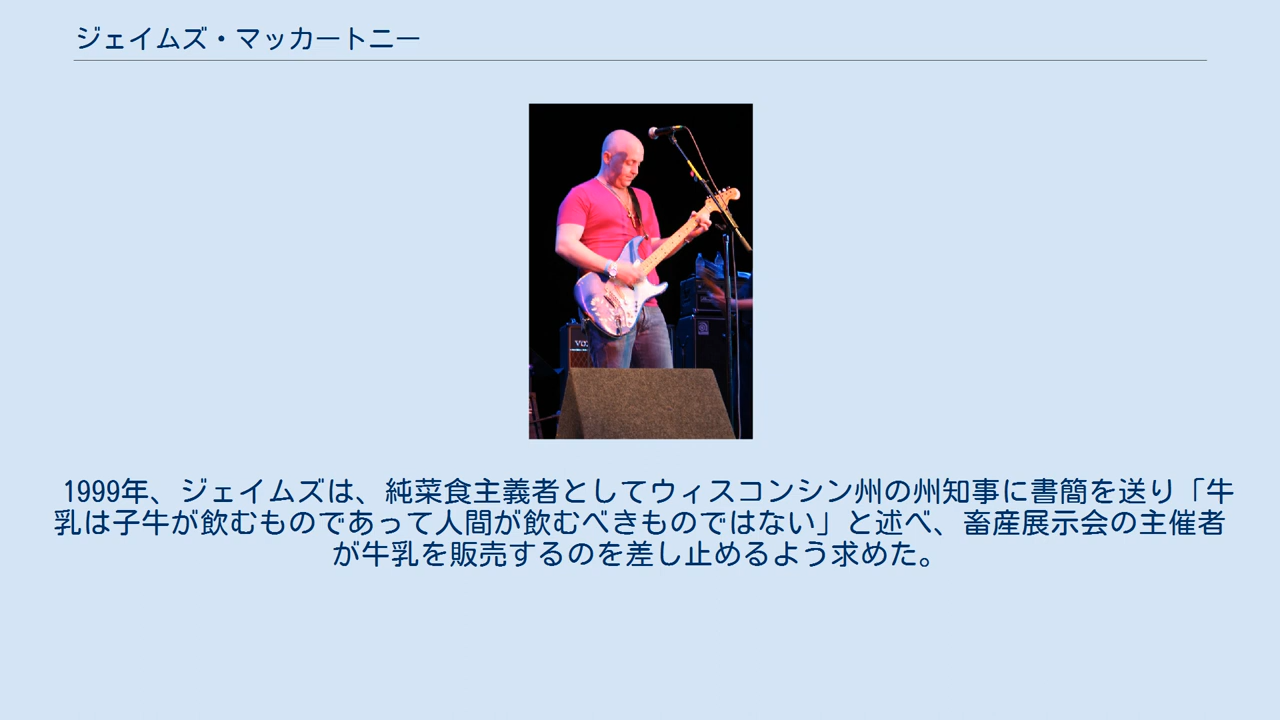 ジェイムズ・マッカートニー
1999年、ジェイムズは、純菜食主義者としてウィスコンシン州の州知事に書簡を送り「牛
乳は子牛が飲むものであって人間が飲むべきものではない」と述べ、畜産展示会の主催者
が牛乳を販売するのを差し止めるよう求めた。